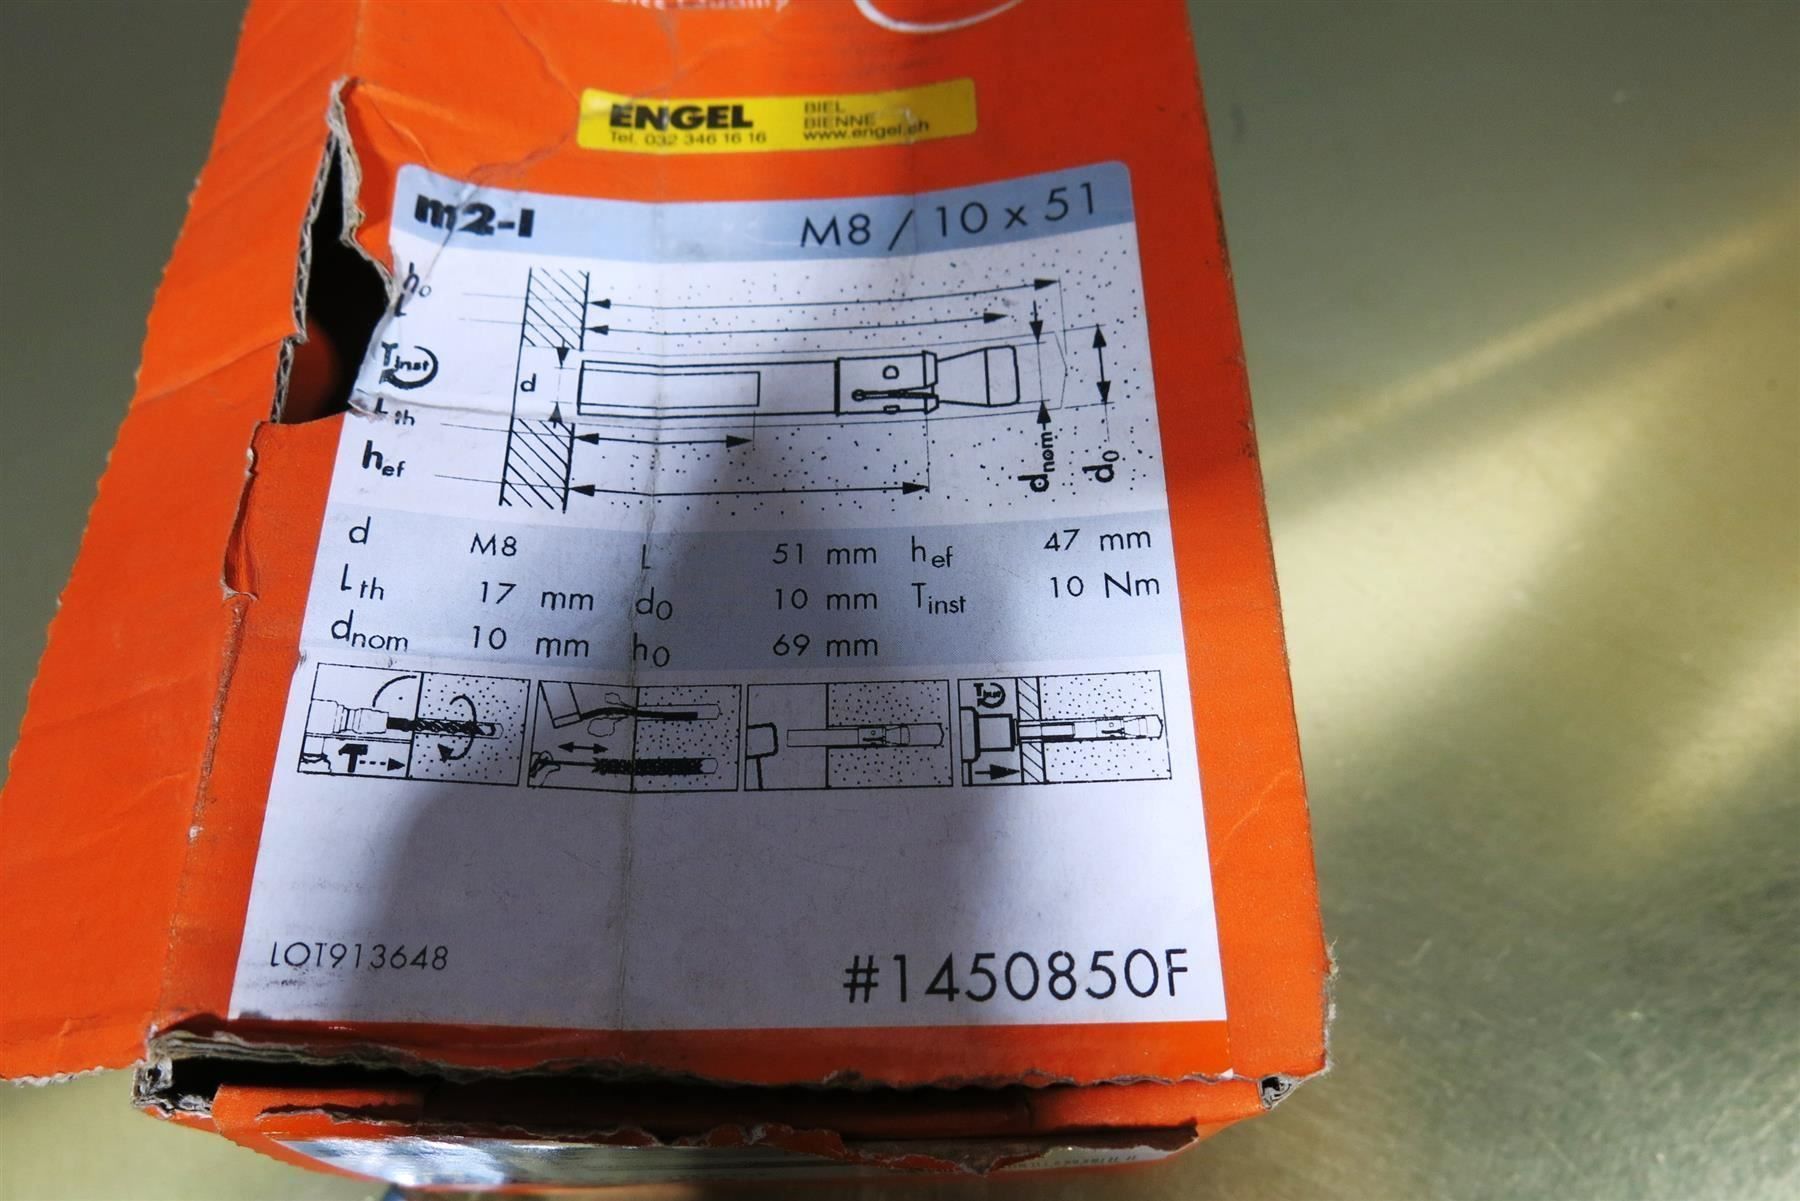 ENGEL
Tel. 032 346 16 16
BIEL
BIENNE
www.engel.ch
m2-I M8 / 10 x 51
h₀
L
Tinst
Lth
hef
d
dnom
d₀
d M8 L 51 mm hef 47 mm
Lth 17 mm d0 10 mm Tinst 10 Nm
dnom 10 mm h0 69 mm
Tinst
LOT913648
#1450850F